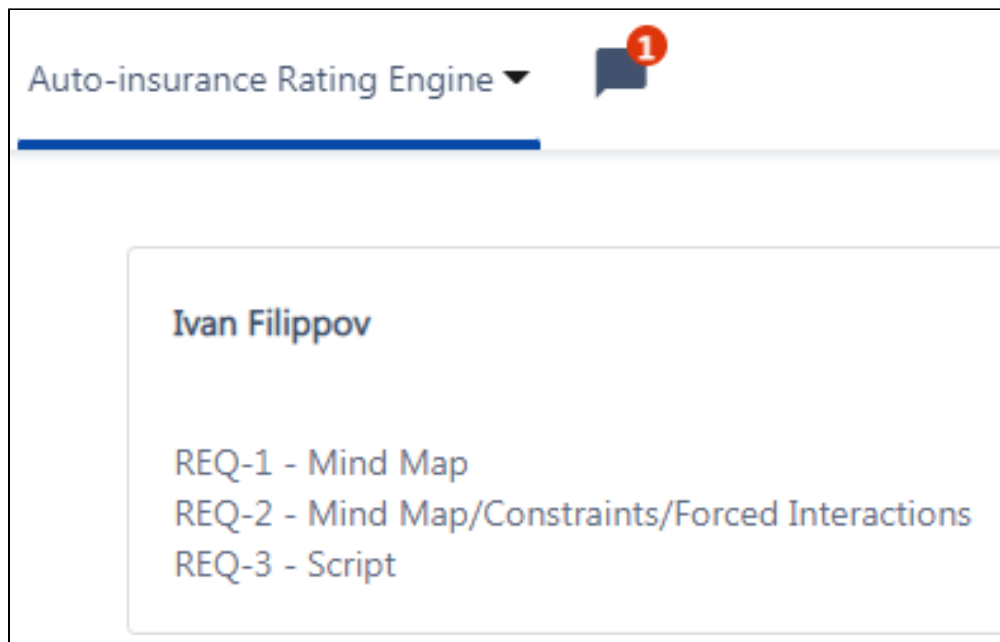 Auto-insurance Rating Engine
1
Ivan Filippov
REQ-1 - Mind Map
REQ-2 - Mind Map/Constraints/Forced Interactions
REQ-3 - Script